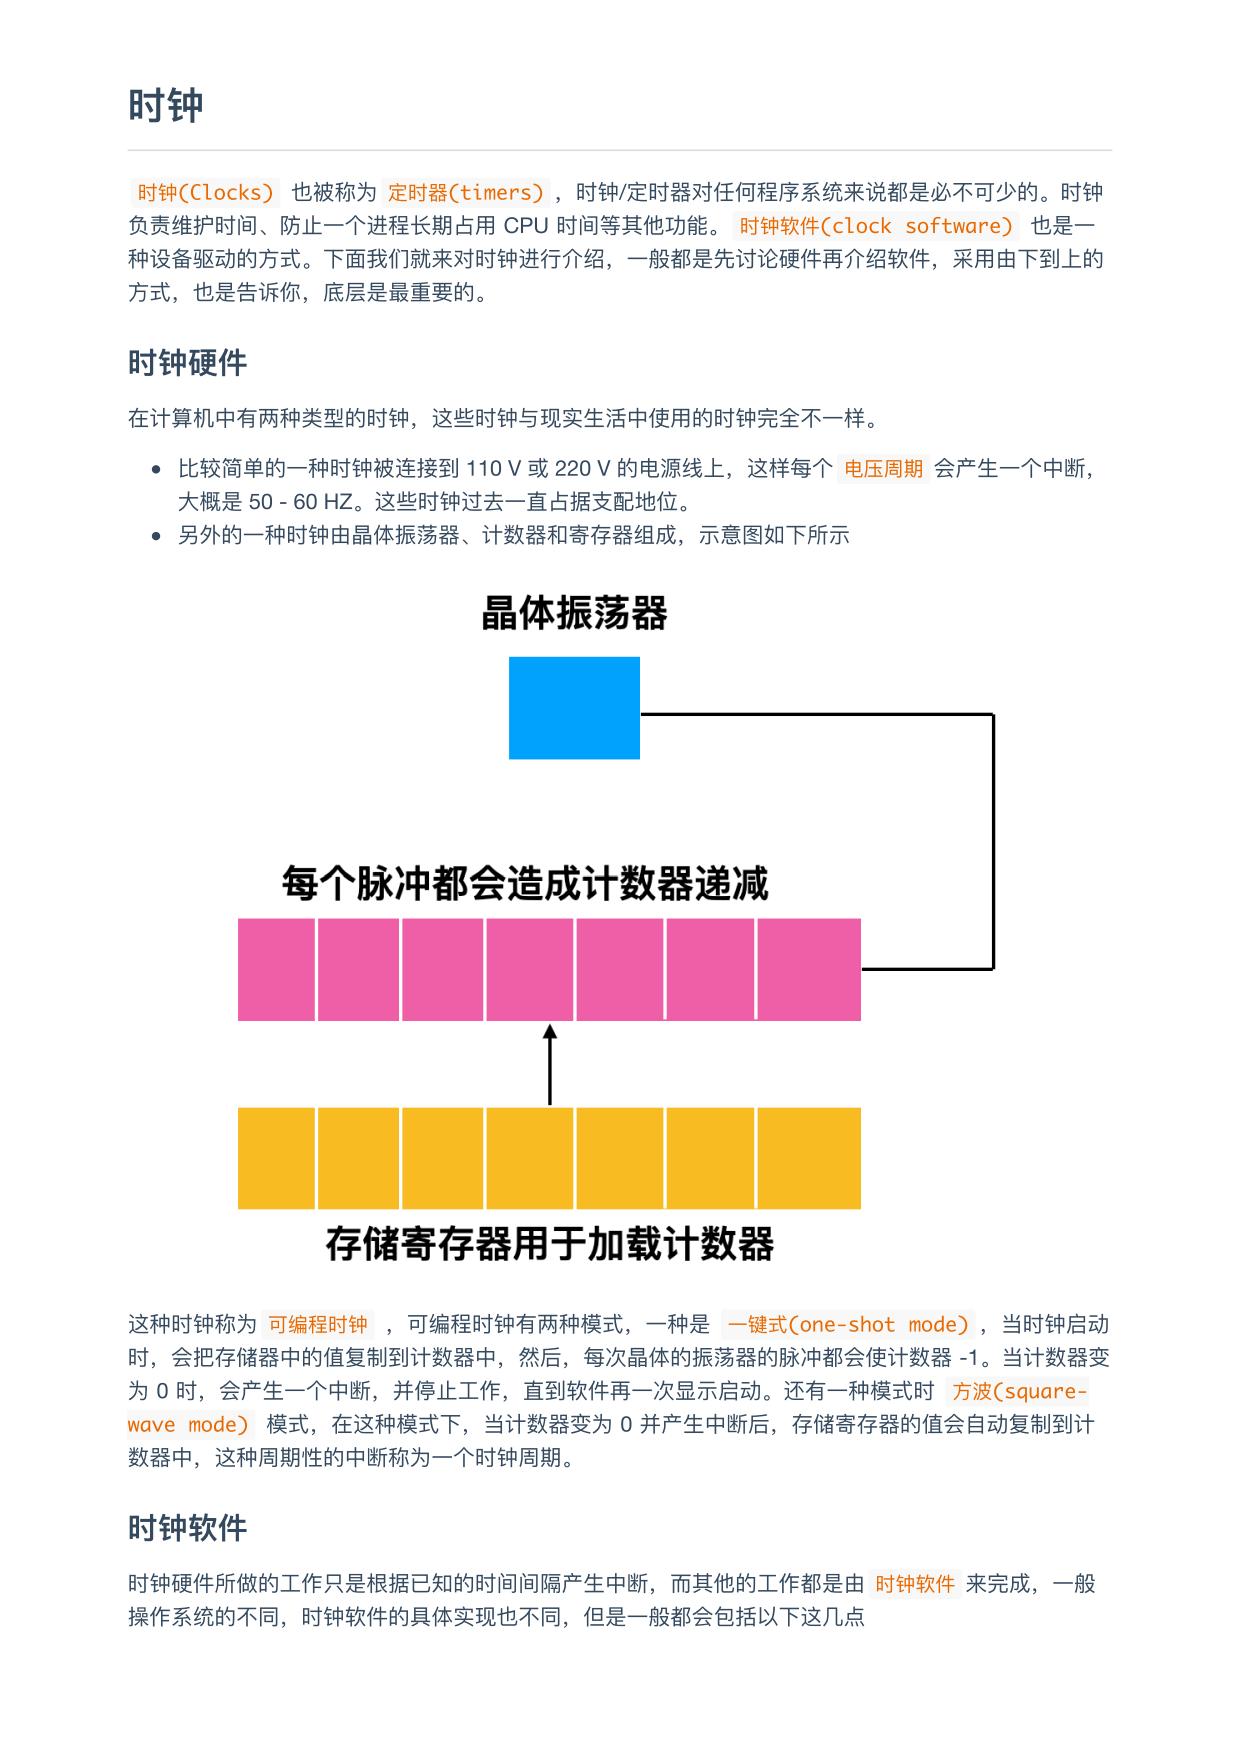 时钟
时钟(Clocks) 也被称为 定时器(timers) ，时钟/定时器对任何程序系统来说都是必不可少的。时钟
负责维护时间、防止一个进程长期占用 CPU 时间等其他功能。 时钟软件(clock software) 也是一
种设备驱动的方式。下面我们就来对时钟进行介绍，一般都是先讨论硬件再介绍软件，采用由下到上的
方式，也是告诉你，底层是最重要的。
时钟硬件
在计算机中有两种类型的时钟，这些时钟与现实生活中使用的时钟完全不一样。
• 比较简单的一种时钟被连接到 110 V 或 220 V 的电源线上，这样每个 电压周期 会产生一个中断，
大概是 50 - 60 HZ。这些时钟过去一直占据支配地位。
• 另外的一种时钟由晶体振荡器、计数器和寄存器组成，示意图如下所示
晶体振荡器
每个脉冲都会造成计数器递减
存储寄存器用于加载计数器
这种时钟称为 可编程时钟 ，可编程时钟有两种模式，一种是 一键式(one-shot mode) ，当时钟启动
时，会把存储器中的值复制到计数器中，然后，每次晶体的振荡器的脉冲都会使计数器 -1。当计数器变
为 0 时，会产生一个中断，并停止工作，直到软件再一次显示启动。还有一种模式时 方波(square-
wave mode) 模式，在这种模式下，当计数器变为 0 并产生中断后，存储寄存器的值会自动复制到计
数器中，这种周期性的中断称为一个时钟周期。
时钟软件
时钟硬件所做的工作只是根据已知的时间间隔产生中断，而其他的工作都是由 时钟软件 来完成，一般
操作系统的不同，时钟软件的具体实现也不同，但是一般都会包括以下这几点